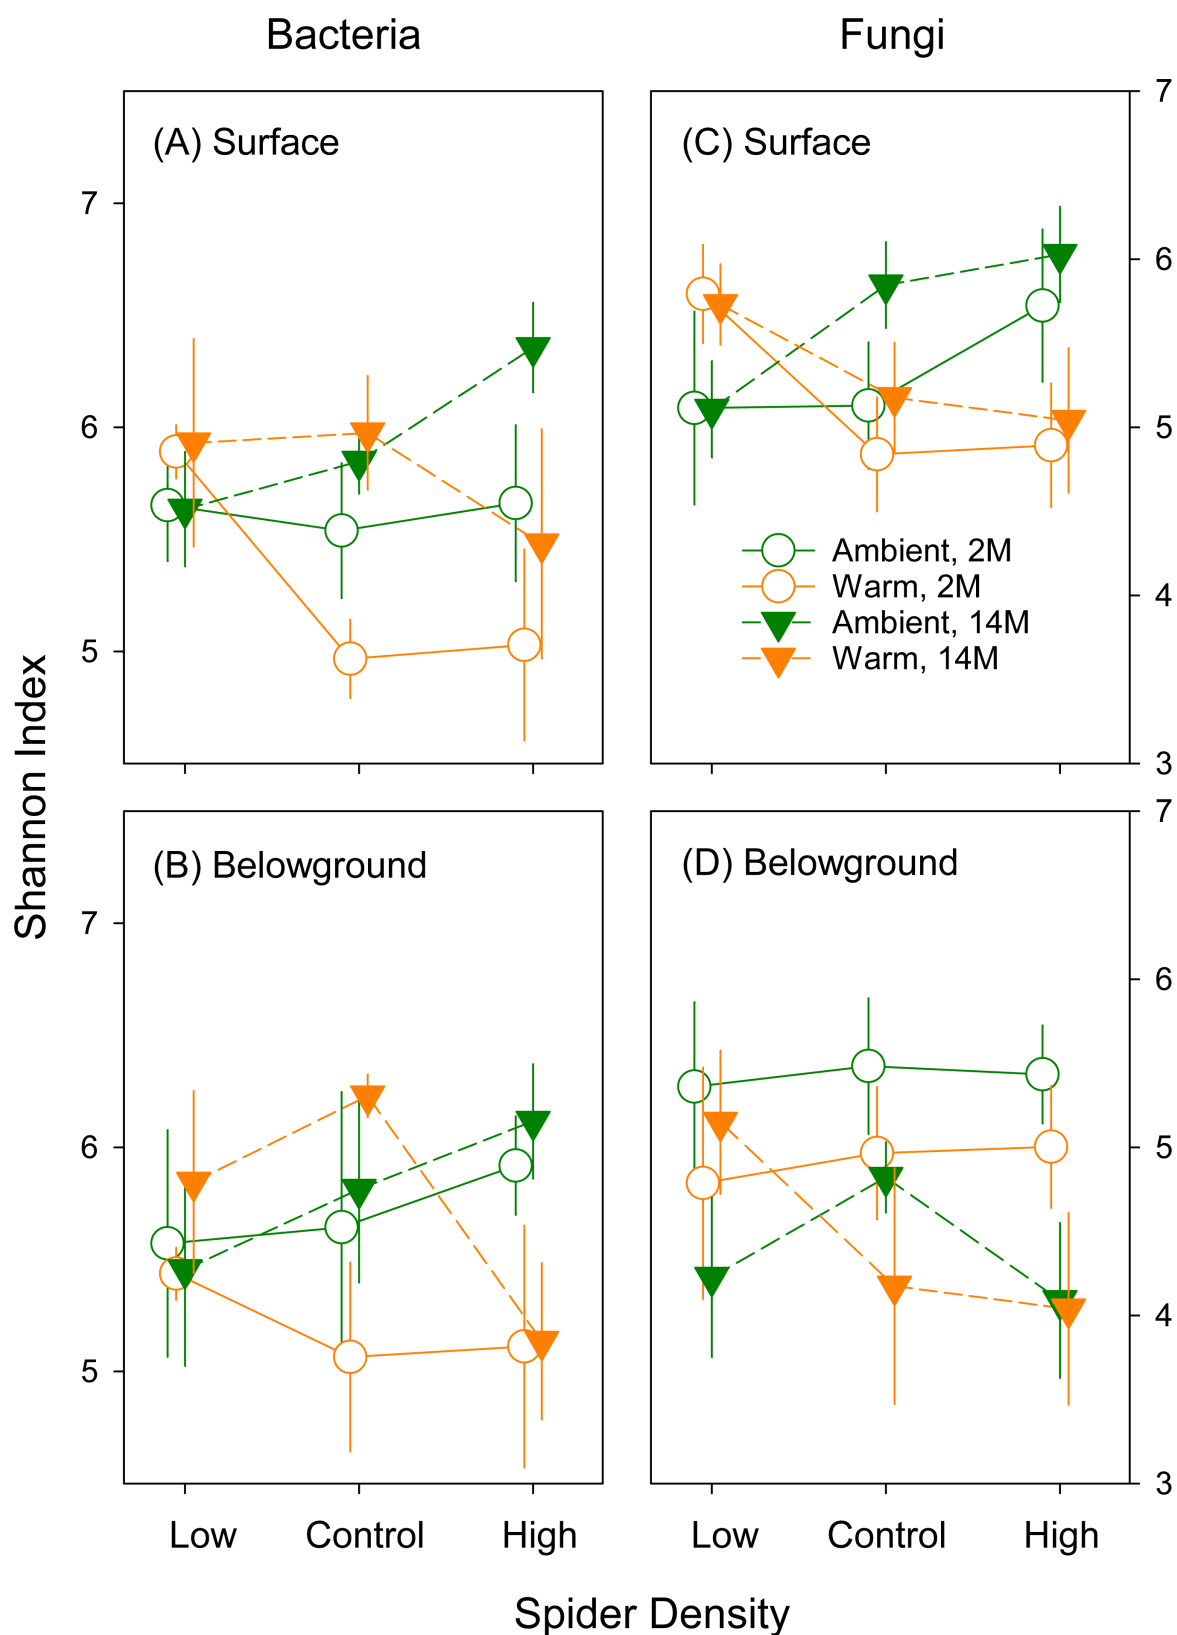 Bacteria
Fungi
(A) Surface
7
6
5
(C) Surface
7
6
5
4
3
Ambient, 2M
Warm, 2M
Ambient, 14M
Warm, 14M
Shannon Index
(B) Belowground
7
6
5
(D) Belowground
7
6
5
4
3
Low Control High
Low Control High
Spider Density